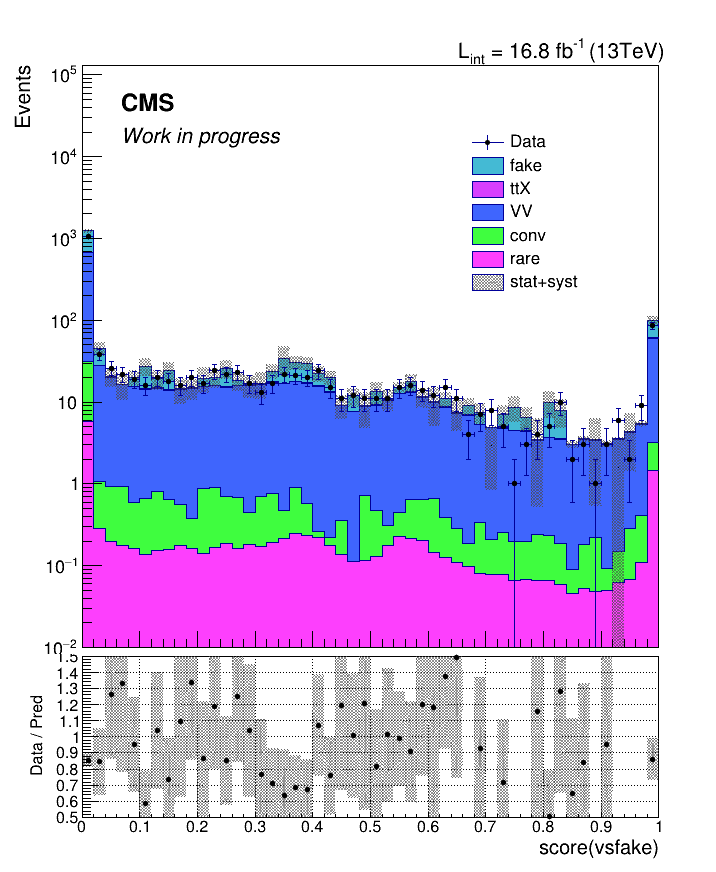 L_int = 16.8 fb^-1 (13TeV)
Events
CMS
Work in progress
Data
fake
ttX
VV
conv
rare
stat+syst
10^5
10^4
10^3
10^2
10
1
10^-1
10^-2
Data / Pred
1.5
1.4
1.3
1.2
1.1
1
0.9
0.8
0.7
0.6
0.5
0 0.1 0.2 0.3 0.4 0.5 0.6 0.7 0.8 0.9 1
score(vsfake)